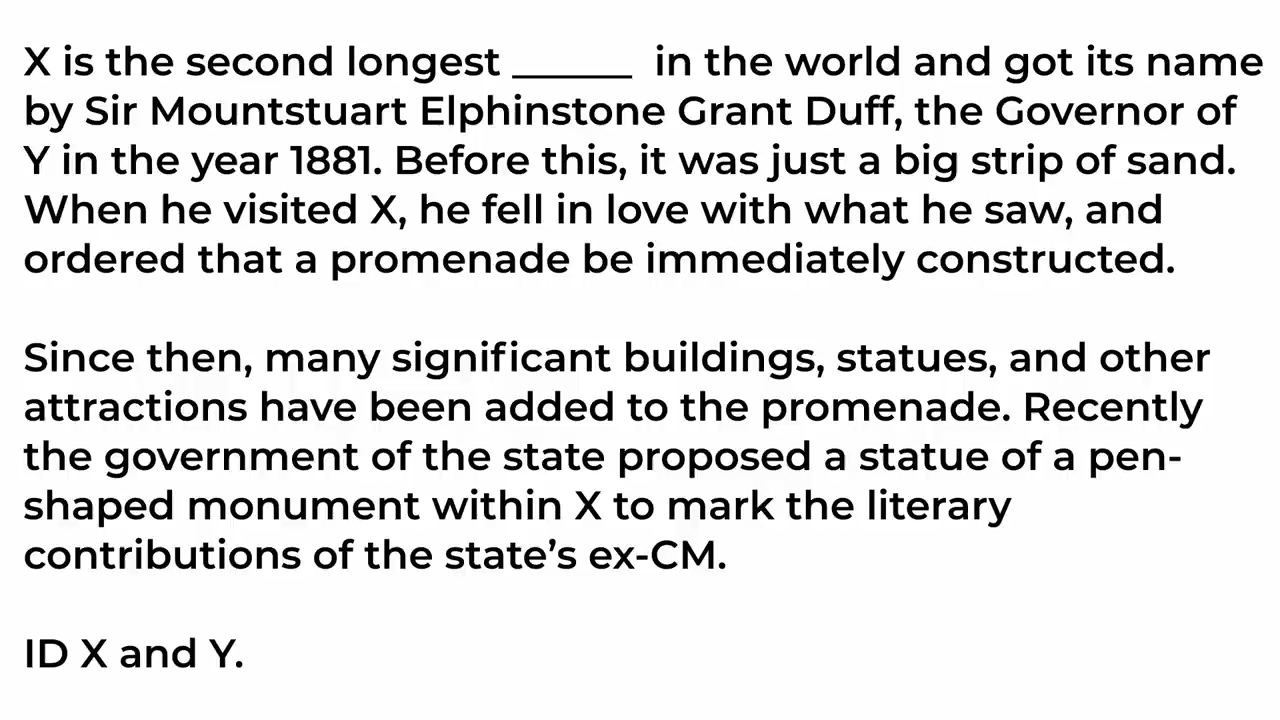 X is the second longest ______ in the world and got its name
by Sir Mountstuart Elphinstone Grant Duff, the Governor of
Y in the year 1881. Before this, it was just a big strip of sand.
When he visited X, he fell in love with what he saw, and
ordered that a promenade be immediately constructed.
Since then, many significant buildings, statues, and other
attractions have been added to the promenade. Recently
the government of the state proposed a statue of a pen-
shaped monument within X to mark the literary
contributions of the state's ex-CM.
ID X and Y.